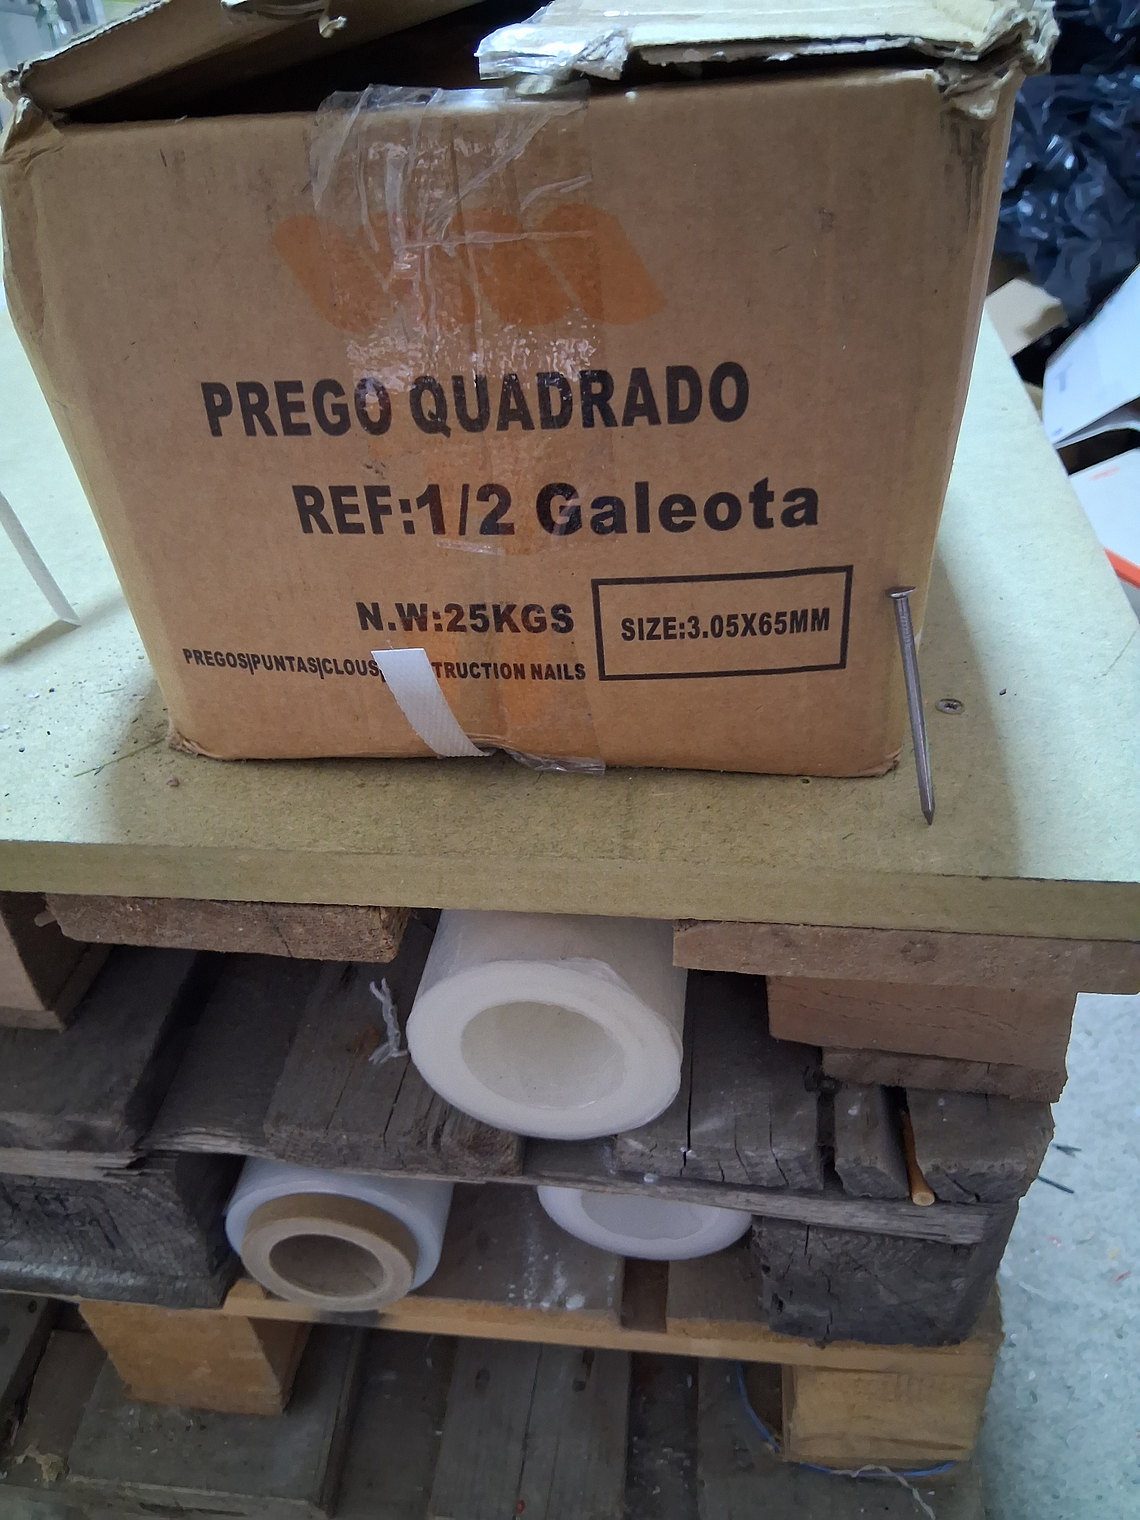 PREGO QUADRADO
REF:1/2 Galeota
N.W:25KGS
SIZE:3.05X65MM
PREGOS|PUNTAS|CLOUS TRUCTION NAILS